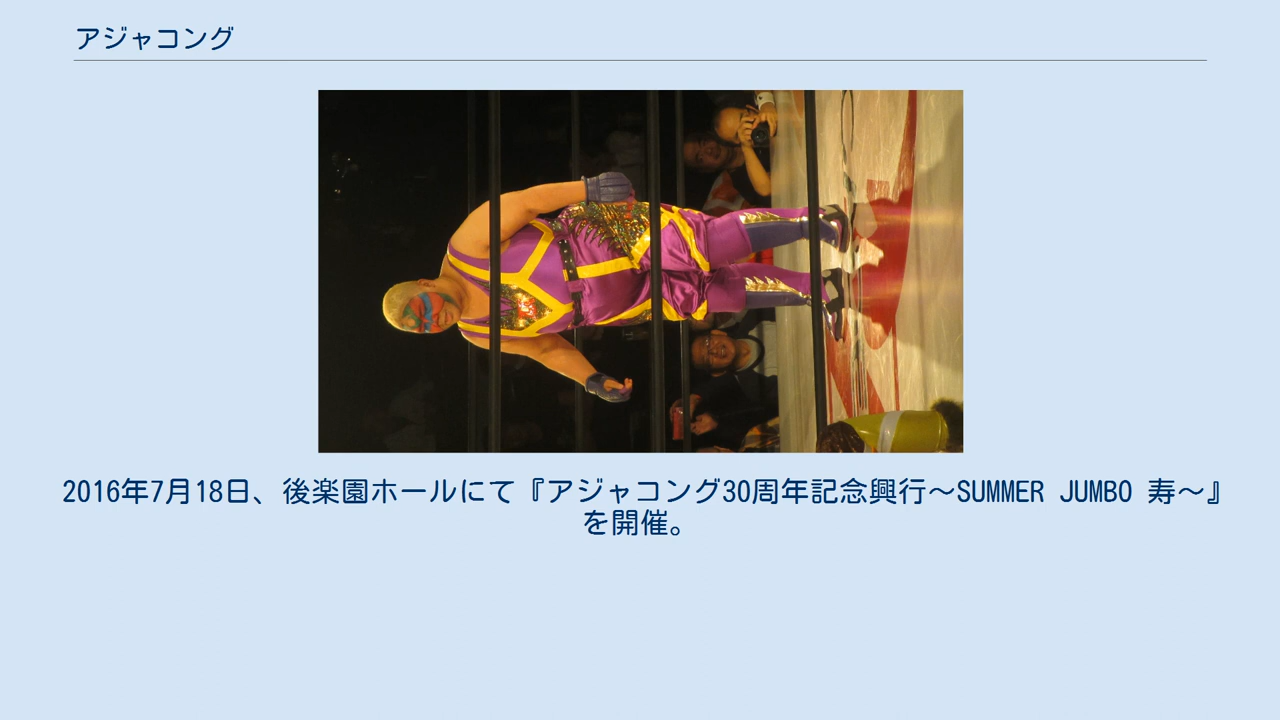 アジャコング
2016年7月18日、後楽園ホールにて『アジャコング30周年記念興行～SUMMER JUMBO 寿～』
を開催。